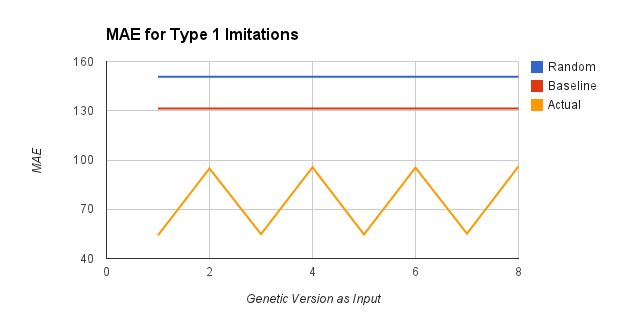 MAE for Type 1 Imitations
160
130
100
70
40
MAE
0 2 4 6 8
Genetic Version as Input
Random
Baseline
Actual